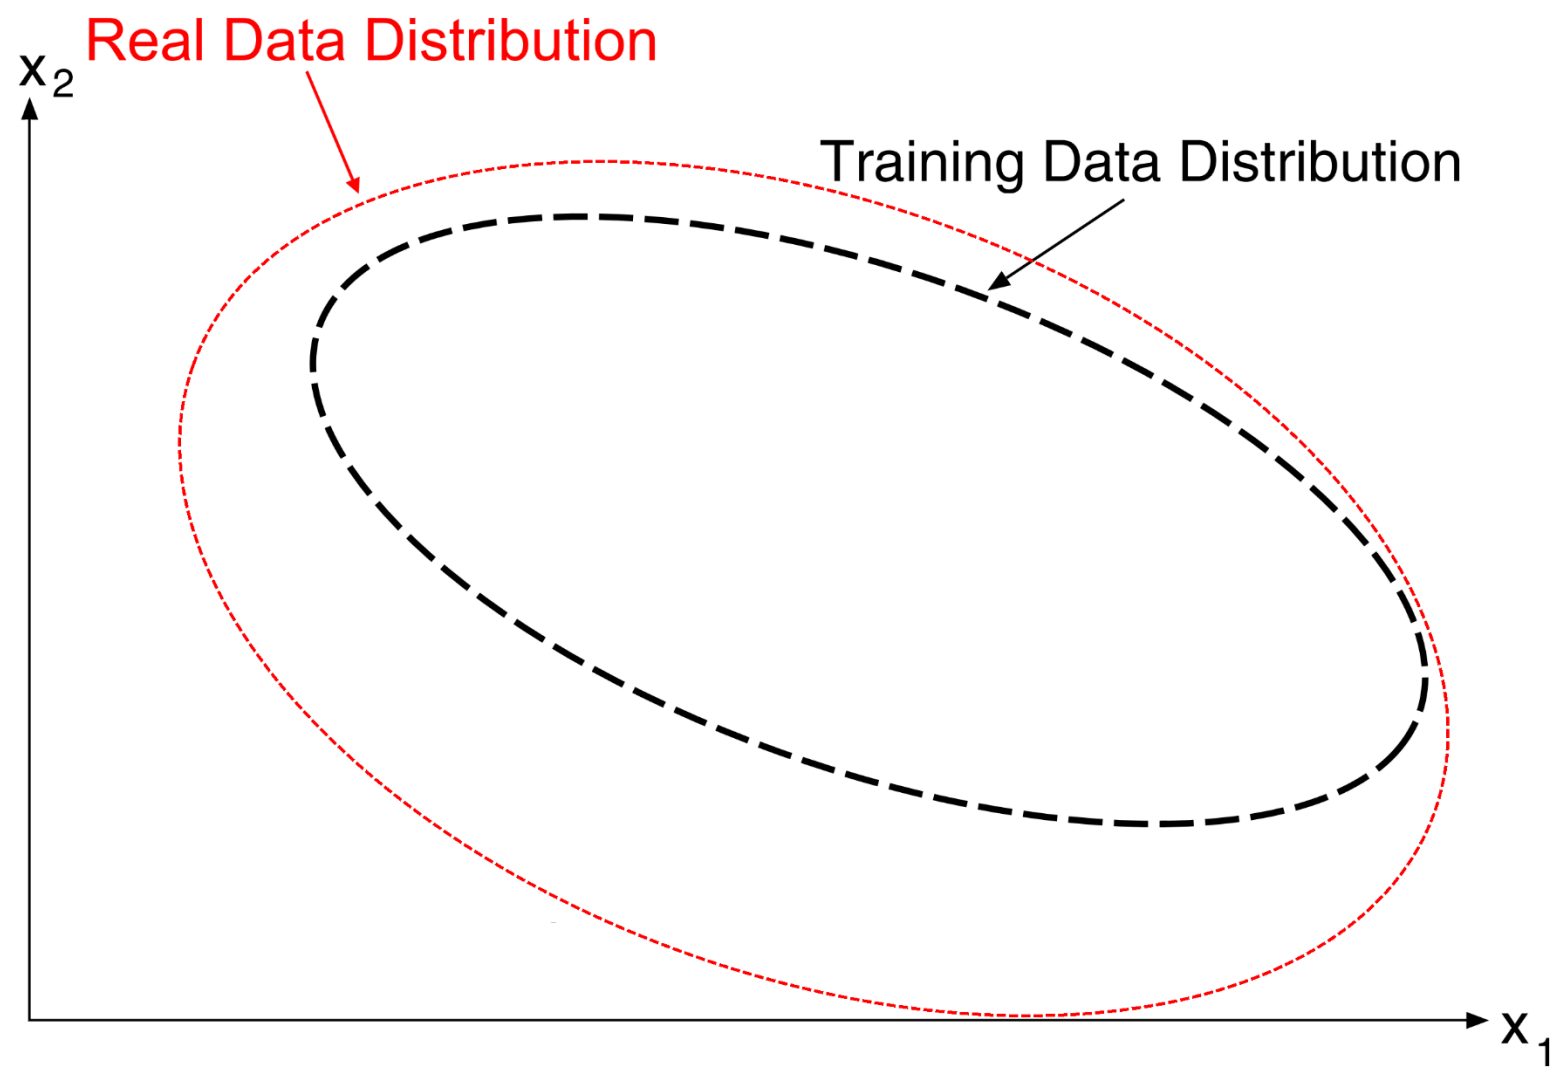 Real Data Distribution
x₂
Training Data Distribution
x₁